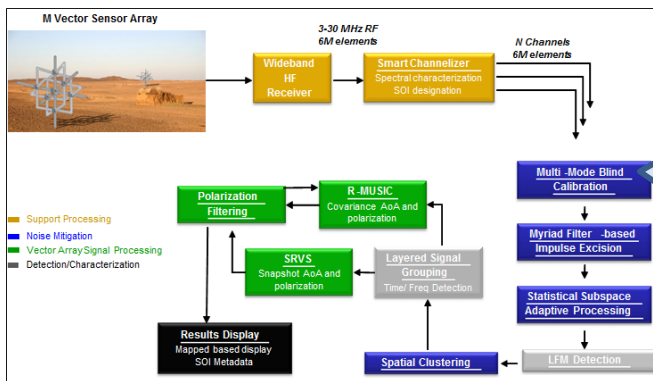 M Vector Sensor Array
3-30 MHz RF
6M elements
N Channels
6M elements
Wideband
HF
Receiver
Smart Channelizer
Spectral characterization
SOI designation
Multi -Mode Blind
Calibration
Polarization
Filtering
R-MUSIC
Covariance AoA and
polarization
Support Processing
Noise Mitigation
Vector Array Signal Processing
Detection/Characterization
Myriad Filter -based
Impulse Excision
SRVS
Snapshot AoA and
polarization
Layered Signal
Grouping
Time/ Freq Detection
Statistical Subspace
Adaptive Processing
Results Display
Mapped based display
SOI Metadata
Spatial Clustering
LFM Detection